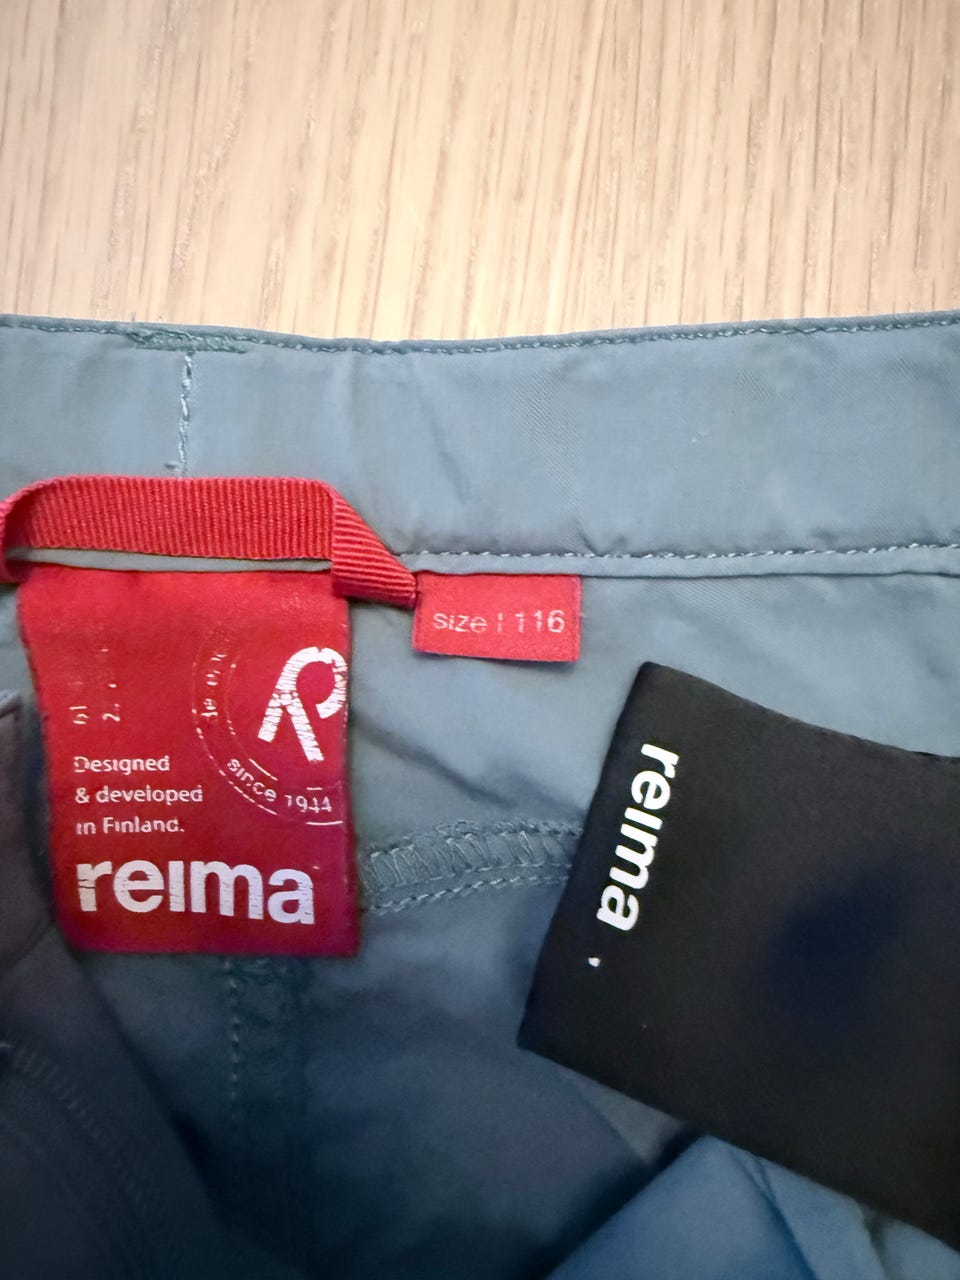 size | 116
since 1944
Designed
& developed
in Finland.
reima
reima